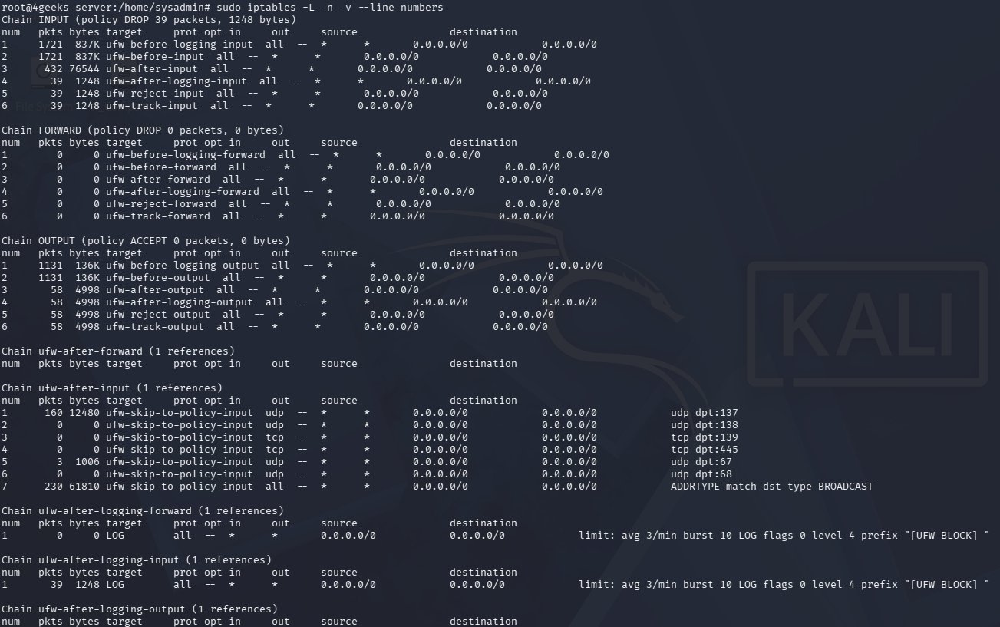 root@4geeks-server:/home/sysadmin# sudo iptables -L -n -v --line-numbers
Chain INPUT (policy DROP 39 packets, 1248 bytes)
num   pkts bytes target     prot opt in     out     source               destination
1     1721  837K ufw-before-logging-input  all  --  *      *       0.0.0.0/0            0.0.0.0/0
2     1721  837K ufw-before-input  all  --  *      *       0.0.0.0/0            0.0.0.0/0
3      432 76544 ufw-after-input  all  --  *      *       0.0.0.0/0            0.0.0.0/0
4       39  1248 ufw-after-logging-input  all  --  *      *       0.0.0.0/0            0.0.0.0/0
5       39  1248 ufw-reject-input  all  --  *      *       0.0.0.0/0            0.0.0.0/0
6       39  1248 ufw-track-input  all  --  *      *       0.0.0.0/0            0.0.0.0/0
File System
Chain FORWARD (policy DROP 0 packets, 0 bytes)
num   pkts bytes target     prot opt in     out     source               destination
1        0     0 ufw-before-logging-forward  all  --  *      *       0.0.0.0/0            0.0.0.0/0
2        0     0 ufw-before-forward  all  --  *      *       0.0.0.0/0            0.0.0.0/0
3        0     0 ufw-after-forward  all  --  *      *       0.0.0.0/0            0.0.0.0/0
4        0     0 ufw-after-logging-forward  all  --  *      *       0.0.0.0/0            0.0.0.0/0
5        0     0 ufw-reject-forward  all  --  *      *       0.0.0.0/0            0.0.0.0/0
6        0     0 ufw-track-forward  all  --  *      *       0.0.0.0/0            0.0.0.0/0
Chain OUTPUT (policy ACCEPT 0 packets, 0 bytes)
num   pkts bytes target     prot opt in     out     source               destination
1     1131  136K ufw-before-logging-output  all  --  *      *       0.0.0.0/0            0.0.0.0/0
2     1131  136K ufw-before-output  all  --  *      *       0.0.0.0/0            0.0.0.0/0
3       58  4998 ufw-after-output  all  --  *      *       0.0.0.0/0            0.0.0.0/0
4       58  4998 ufw-after-logging-output  all  --  *      *       0.0.0.0/0            0.0.0.0/0
5       58  4998 ufw-reject-output  all  --  *      *       0.0.0.0/0            0.0.0.0/0
6       58  4998 ufw-track-output  all  --  *      *       0.0.0.0/0            0.0.0.0/0
KALI
Chain ufw-after-forward (1 references)
num   pkts bytes target     prot opt in     out     source               destination
Chain ufw-after-input (1 references)
num   pkts bytes target     prot opt in     out     source               destination
1      160 12480 ufw-skip-to-policy-input  udp  --  *      *       0.0.0.0/0            0.0.0.0/0            udp dpt:137
2        0     0 ufw-skip-to-policy-input  udp  --  *      *       0.0.0.0/0            0.0.0.0/0            udp dpt:138
3        0     0 ufw-skip-to-policy-input  tcp  --  *      *       0.0.0.0/0            0.0.0.0/0            tcp dpt:139
4        0     0 ufw-skip-to-policy-input  tcp  --  *      *       0.0.0.0/0            0.0.0.0/0            tcp dpt:445
5        3  1006 ufw-skip-to-policy-input  udp  --  *      *       0.0.0.0/0            0.0.0.0/0            udp dpt:67
6        0     0 ufw-skip-to-policy-input  udp  --  *      *       0.0.0.0/0            0.0.0.0/0            udp dpt:68
7      230 61810 ufw-skip-to-policy-input  all  --  *      *       0.0.0.0/0            0.0.0.0/0            ADDRTYPE match dst-type BROADCAST
Chain ufw-after-logging-forward (1 references)
num   pkts bytes target     prot opt in     out     source               destination
1        0     0 LOG        all  --  *      *       0.0.0.0/0            0.0.0.0/0            limit: avg 3/min burst 10 LOG flags 0 level 4 prefix "[UFW BLOCK] "
Chain ufw-after-logging-input (1 references)
num   pkts bytes target     prot opt in     out     source               destination
1       39  1248 LOG        all  --  *      *       0.0.0.0/0            0.0.0.0/0            limit: avg 3/min burst 10 LOG flags 0 level 4 prefix "[UFW BLOCK] "
Chain ufw-after-logging-output (1 references)
num   pkts bytes target     prot opt in     out     source               destination